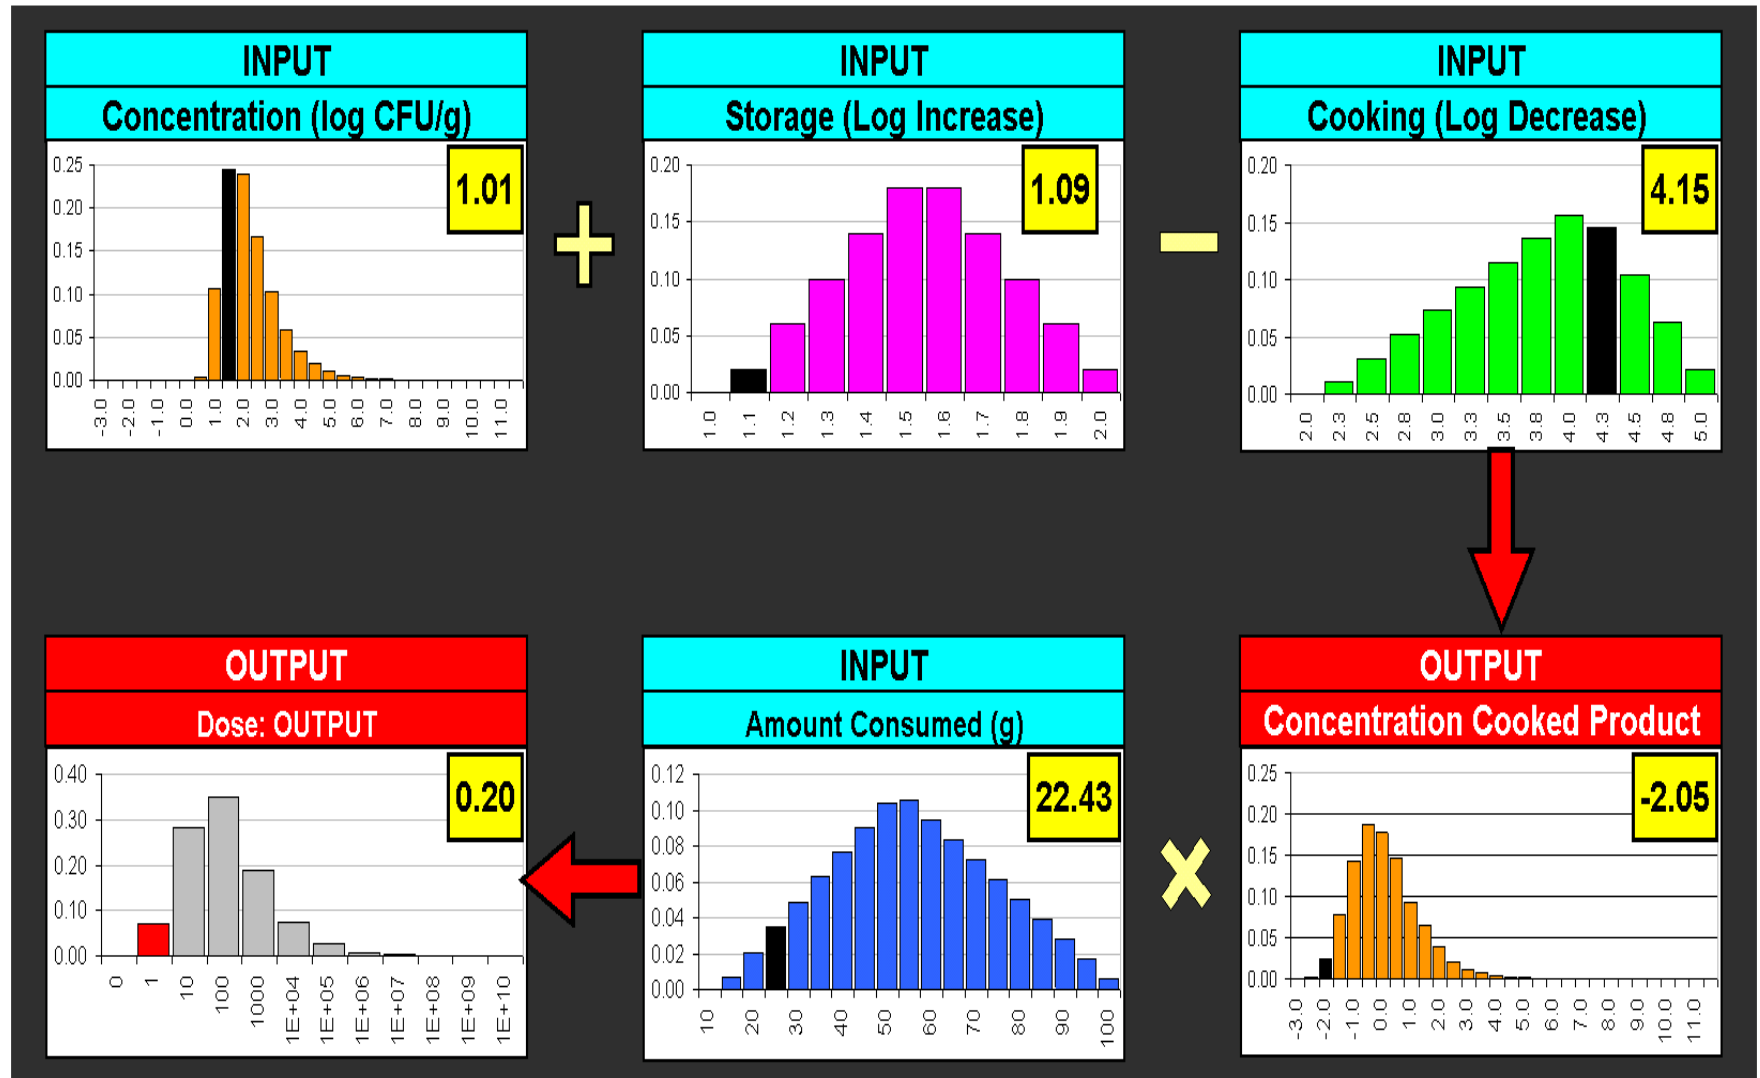 INPUT
Concentration (log CFU/g)
1.01
0.25
0.20
0.15
0.10
0.05
0.00
-3.0 -2.0 -1.0 0.0 1.0 2.0 3.0 4.0 5.0 6.0 7.0 8.0 9.0 10.0 11.0
+
INPUT
Storage (Log Increase)
1.09
0.20
0.15
0.10
0.05
0.00
1.0 1.1 1.2 1.3 1.4 1.5 1.6 1.7 1.8 1.9 2.0
−
INPUT
Cooking (Log Decrease)
4.15
0.20
0.15
0.10
0.05
0.00
2.0 2.3 2.5 2.8 3.0 3.3 3.5 3.8 4.0 4.3 4.5 4.8 5.0
OUTPUT
Dose: OUTPUT
0.20
0.40
0.30
0.20
0.10
0.00
0 1 10 100 1000 1E+04 1E+05 1E+06 1E+07 1E+08 1E+09 1E+10
INPUT
Amount Consumed (g)
22.43
0.12
0.10
0.08
0.06
0.04
0.02
0.00
10 20 30 40 50 60 70 80 90 100
×
OUTPUT
Concentration Cooked Product
-2.05
0.25
0.20
0.15
0.10
0.05
0.00
-3.0 -2.0 -1.0 0.0 1.0 2.0 3.0 4.0 5.0 6.0 7.0 8.0 9.0 10.0 11.0